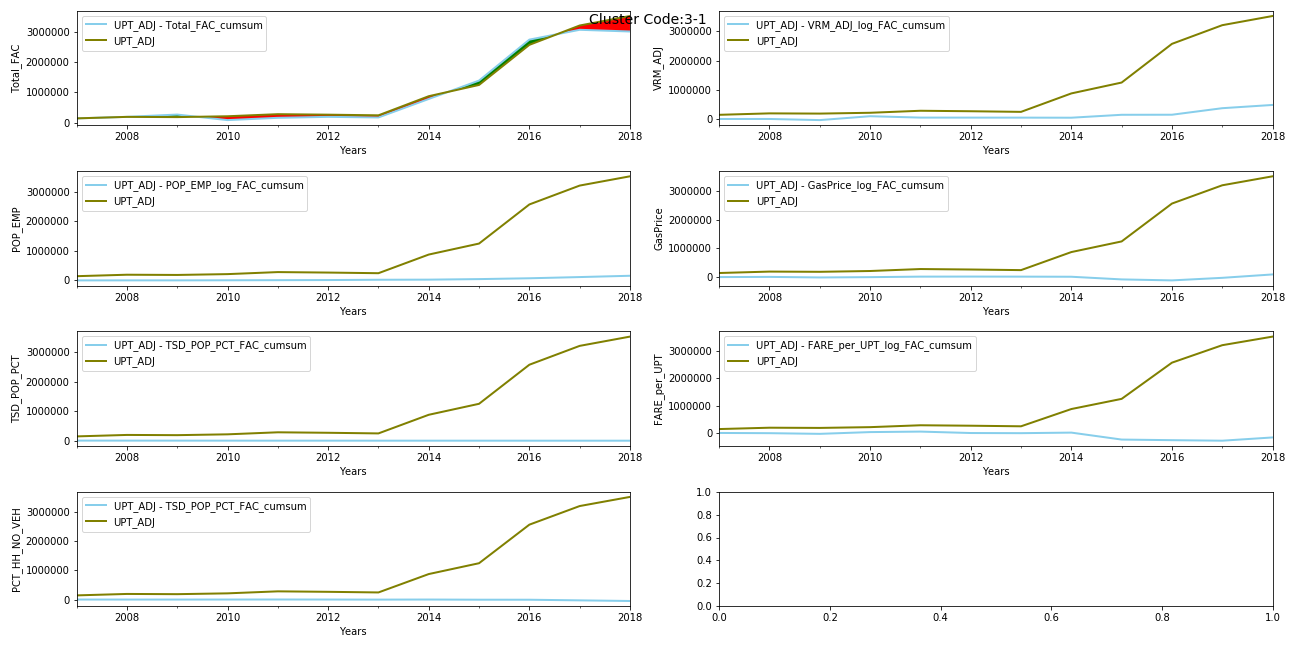 Cluster Code:3-1
UPT_ADJ - Total_FAC_cumsum
UPT_ADJ
Total_FAC
3000000
2000000
1000000
0
2008 2010 2012 2014 2016 2018
Years
UPT_ADJ - VRM_ADJ_log_FAC_cumsum
UPT_ADJ
VRM_ADJ
3000000
2000000
1000000
0
2008 2010 2012 2014 2016 2018
Years
UPT_ADJ - POP_EMP_log_FAC_cumsum
UPT_ADJ
POP_EMP
3000000
2000000
1000000
0
2008 2010 2012 2014 2016 2018
Years
UPT_ADJ - GasPrice_log_FAC_cumsum
UPT_ADJ
GasPrice
3000000
2000000
1000000
0
2008 2010 2012 2014 2016 2018
Years
UPT_ADJ - TSD_POP_PCT_FAC_cumsum
UPT_ADJ
TSD_POP_PCT
3000000
2000000
1000000
0
2008 2010 2012 2014 2016 2018
Years
UPT_ADJ - FARE_per_UPT_log_FAC_cumsum
UPT_ADJ
FARE_per_UPT
3000000
2000000
1000000
0
2008 2010 2012 2014 2016 2018
Years
UPT_ADJ - TSD_POP_PCT_FAC_cumsum
UPT_ADJ
PCT_HH_NO_VEH
3000000
2000000
1000000
0
2008 2010 2012 2014 2016 2018
Years
1.0
0.8
0.6
0.4
0.2
0.0
0.0 0.2 0.4 0.6 0.8 1.0